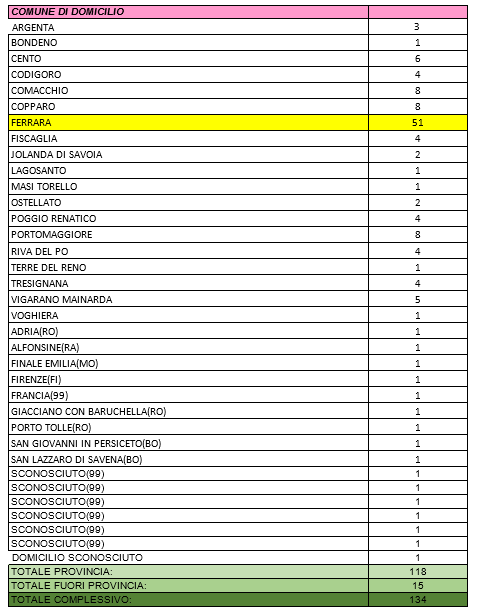 COMUNE DI DOMICILIO
ARGENTA 3
BONDENO 1
CENTO 6
CODIGORO 4
COMACCHIO 8
COPPARO 8
FERRARA 51
FISCAGLIA 4
JOLANDA DI SAVOIA 2
LAGOSANTO 1
MASI TORELLO 1
OSTELLATO 2
POGGIO RENATICO 4
PORTOMAGGIORE 8
RIVA DEL PO 4
TERRE DEL RENO 1
TRESIGNANA 4
VIGARANO MAINARDA 5
VOGHIERA 1
ADRIA(RO) 1
ALFONSINE(RA) 1
FINALE EMILIA(MO) 1
FIRENZE(FI) 1
FRANCIA(99) 1
GIACCIANO CON BARUCHELLA(RO) 1
PORTO TOLLE(RO) 1
SAN GIOVANNI IN PERSICETO(BO) 1
SAN LAZZARO DI SAVENA(BO) 1
SCONOSCIUTO(99) 1
SCONOSCIUTO(99) 1
SCONOSCIUTO(99) 1
SCONOSCIUTO(99) 1
SCONOSCIUTO(99) 1
SCONOSCIUTO(99) 1
DOMICILIO SCONOSCIUTO 1
TOTALE PROVINCIA: 118
TOTALE FUORI PROVINCIA: 15
TOTALE COMPLESSIVO: 134